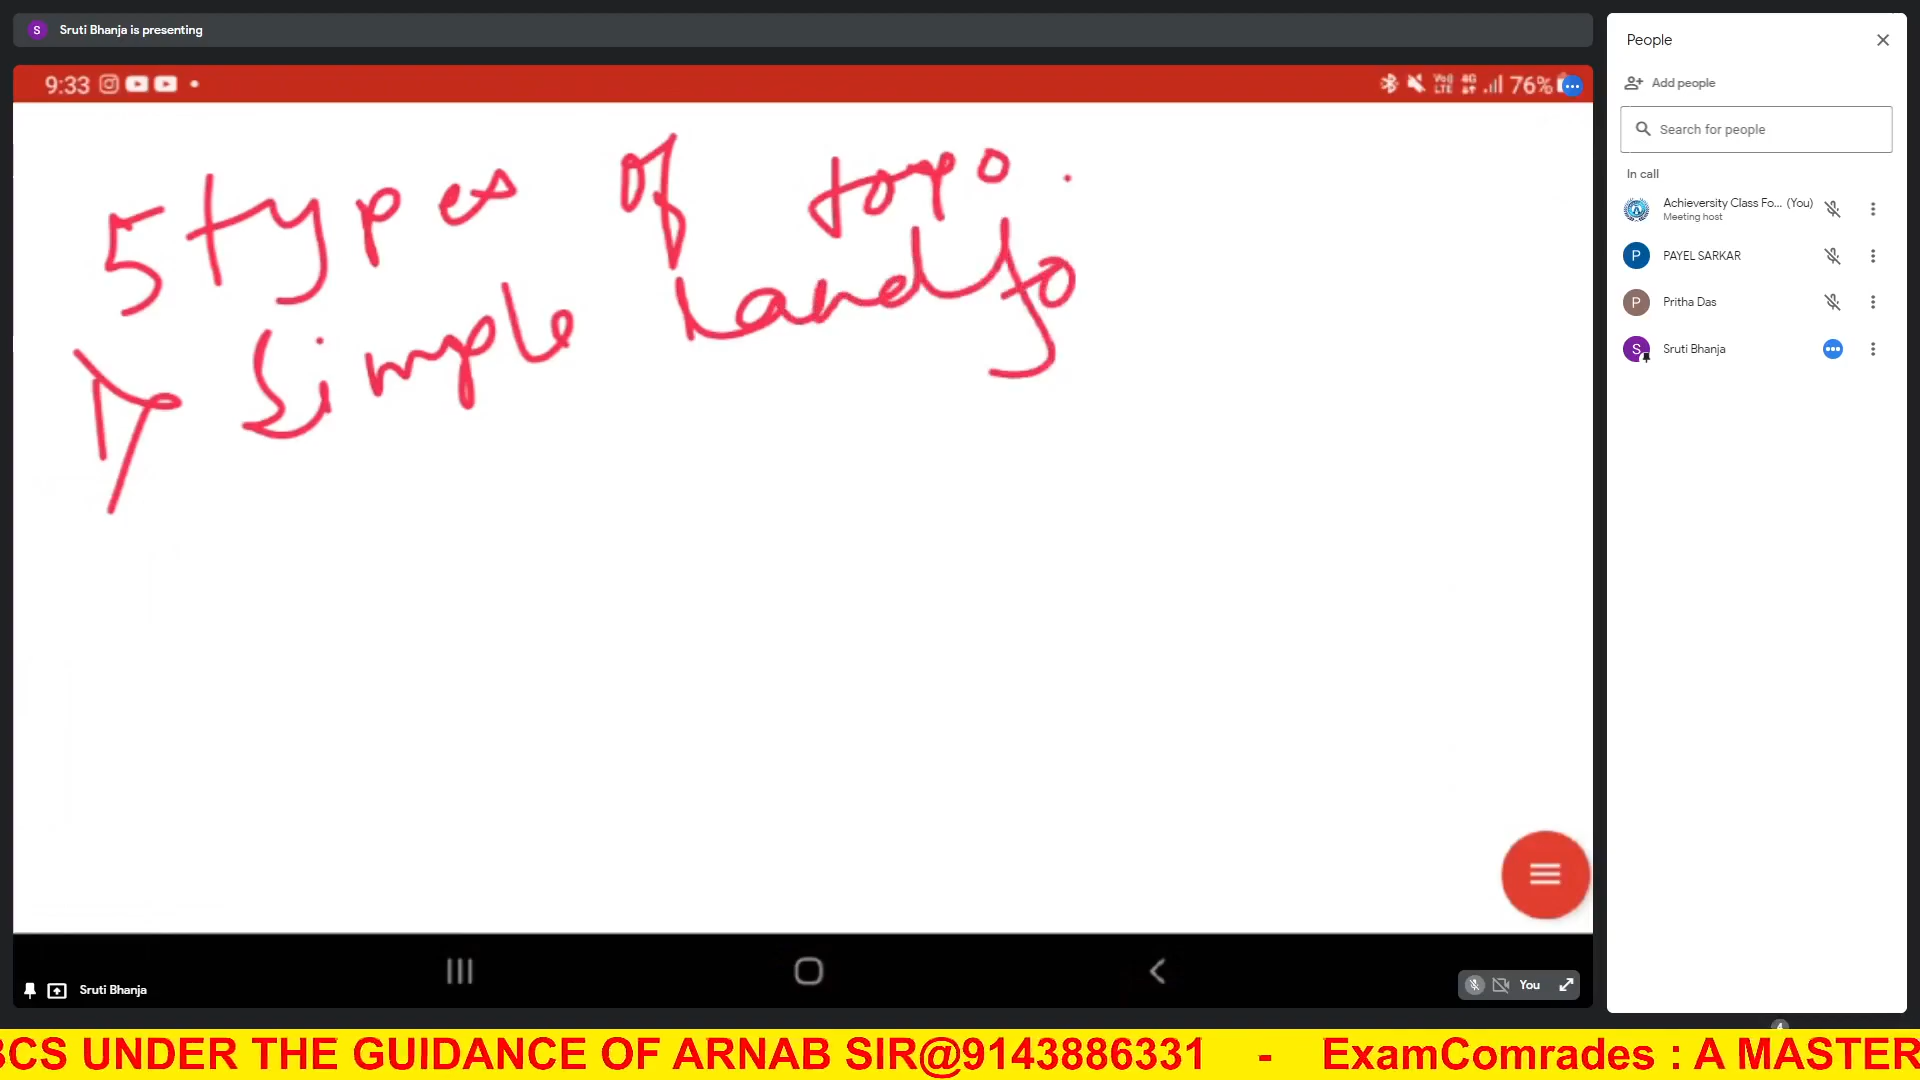 S Sruti Bhanja is presenting
9:33 76%
5 types of topo.
1) Simple landfo
Sruti Bhanja
You
People
Add people
Search for people
In call
Achieversity Class Fo... (You)
Meeting host
P PAYEL SARKAR
P Pritha Das
S Sruti Bhanja
4
BCS UNDER THE GUIDANCE OF ARNAB SIR@9143886331 - ExamComrades : A MASTER